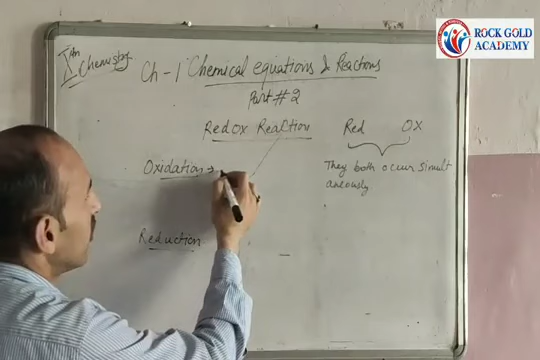 ROCK GOLD
ACADEMY
Chemistry
Ch-1 Chemical equations & Reactions
Part # 2
Redox Reaction
Red OX
They both occur simult
aneously
Oxidation →
Reduction